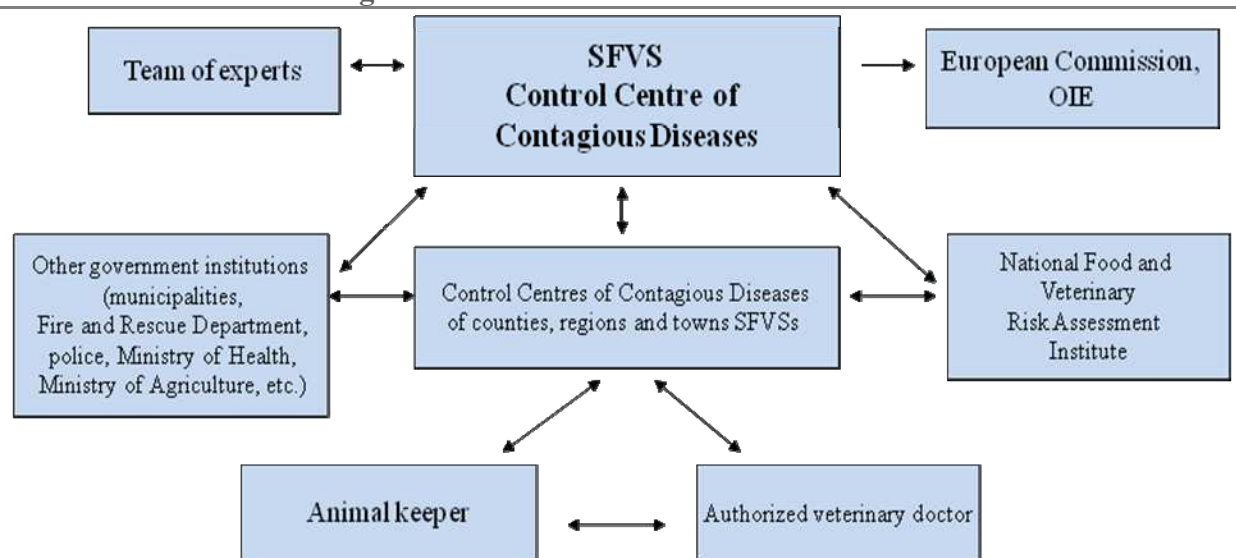 Team of experts
SFVS
Control Centre of
Contagious Diseases
European Commission,
OIE
Other government institutions
(municipalities,
Fire and Rescue Department,
police, Ministry of Health,
Ministry of Agriculture, etc.)
Control Centres of Contagious Diseases
of counties, regions and towns SFVSs
National Food and
Veterinary
Risk Assessment
Institute
Animal keeper
Authorized veterinary doctor